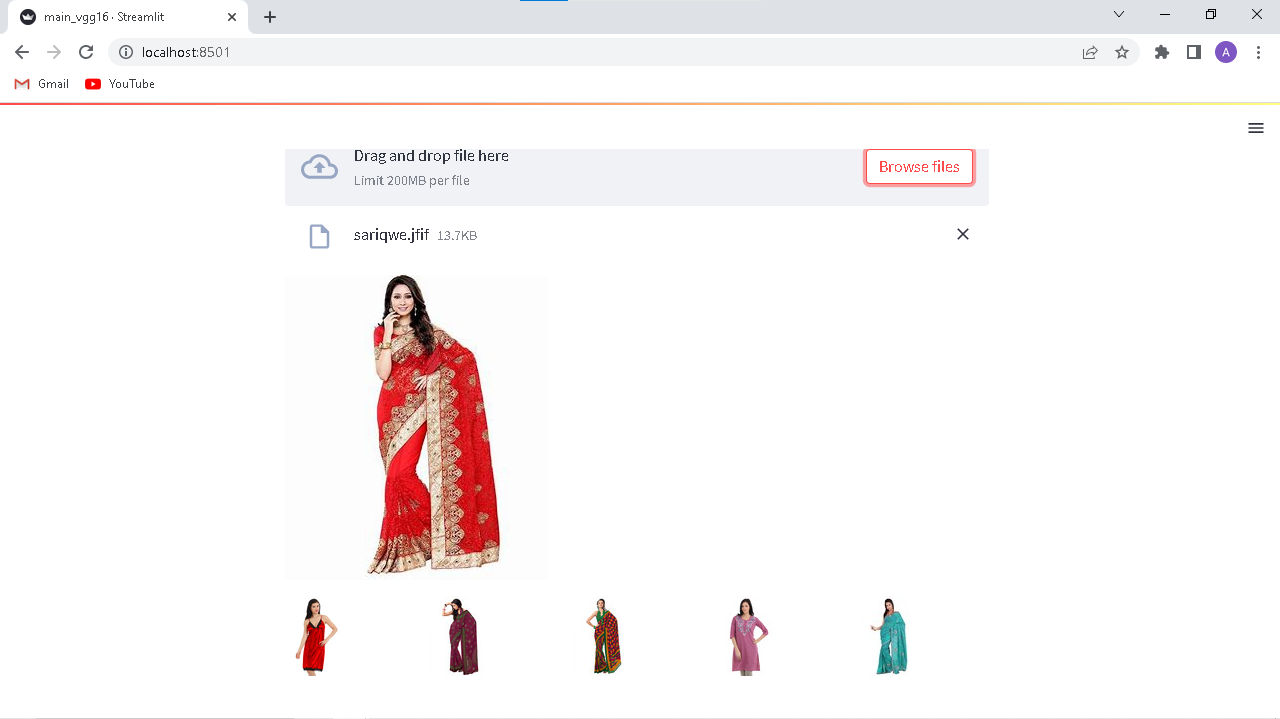 main_vgg16 · Streamlit
localhost:8501
A
Gmail
YouTube
Drag and drop file here
Limit 200MB per file
Browse files
sariqwe.jfif 13.7KB